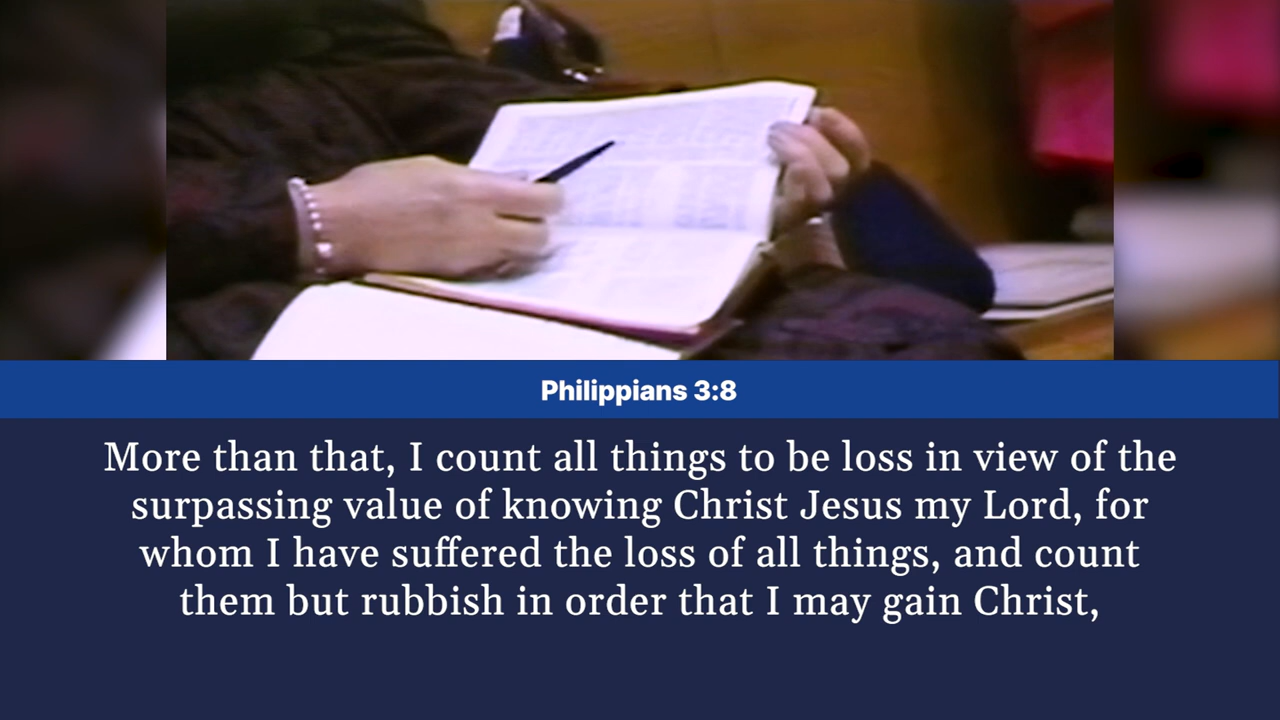 Philippians 3:8
More than that, I count all things to be loss in view of the
surpassing value of knowing Christ Jesus my Lord, for
whom I have suffered the loss of all things, and count
them but rubbish in order that I may gain Christ,